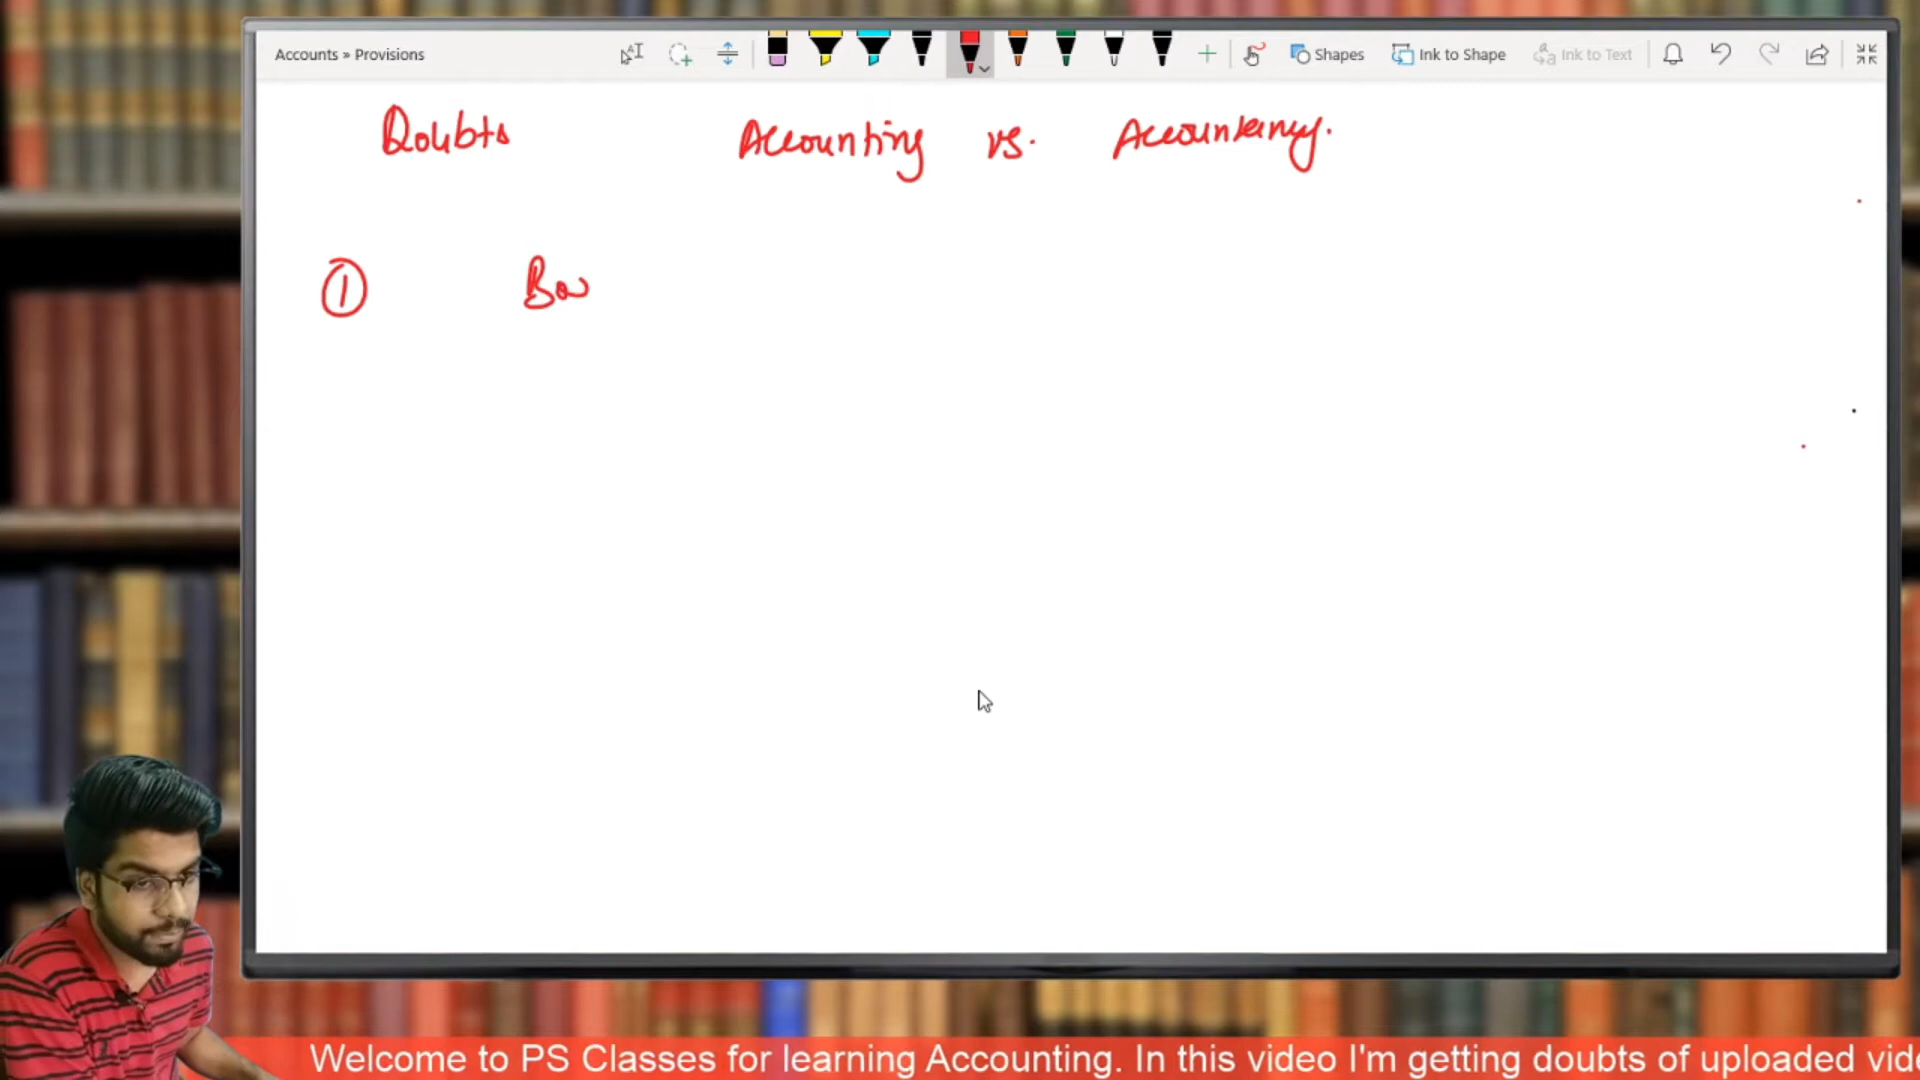 Accounts » Provisions
Shapes
Ink to Shape
Ink to Text
Doubts Accounting vs. Accountancy.
①
Welcome to PS Classes for learning Accounting. In this video I'm getting doubts of uploaded